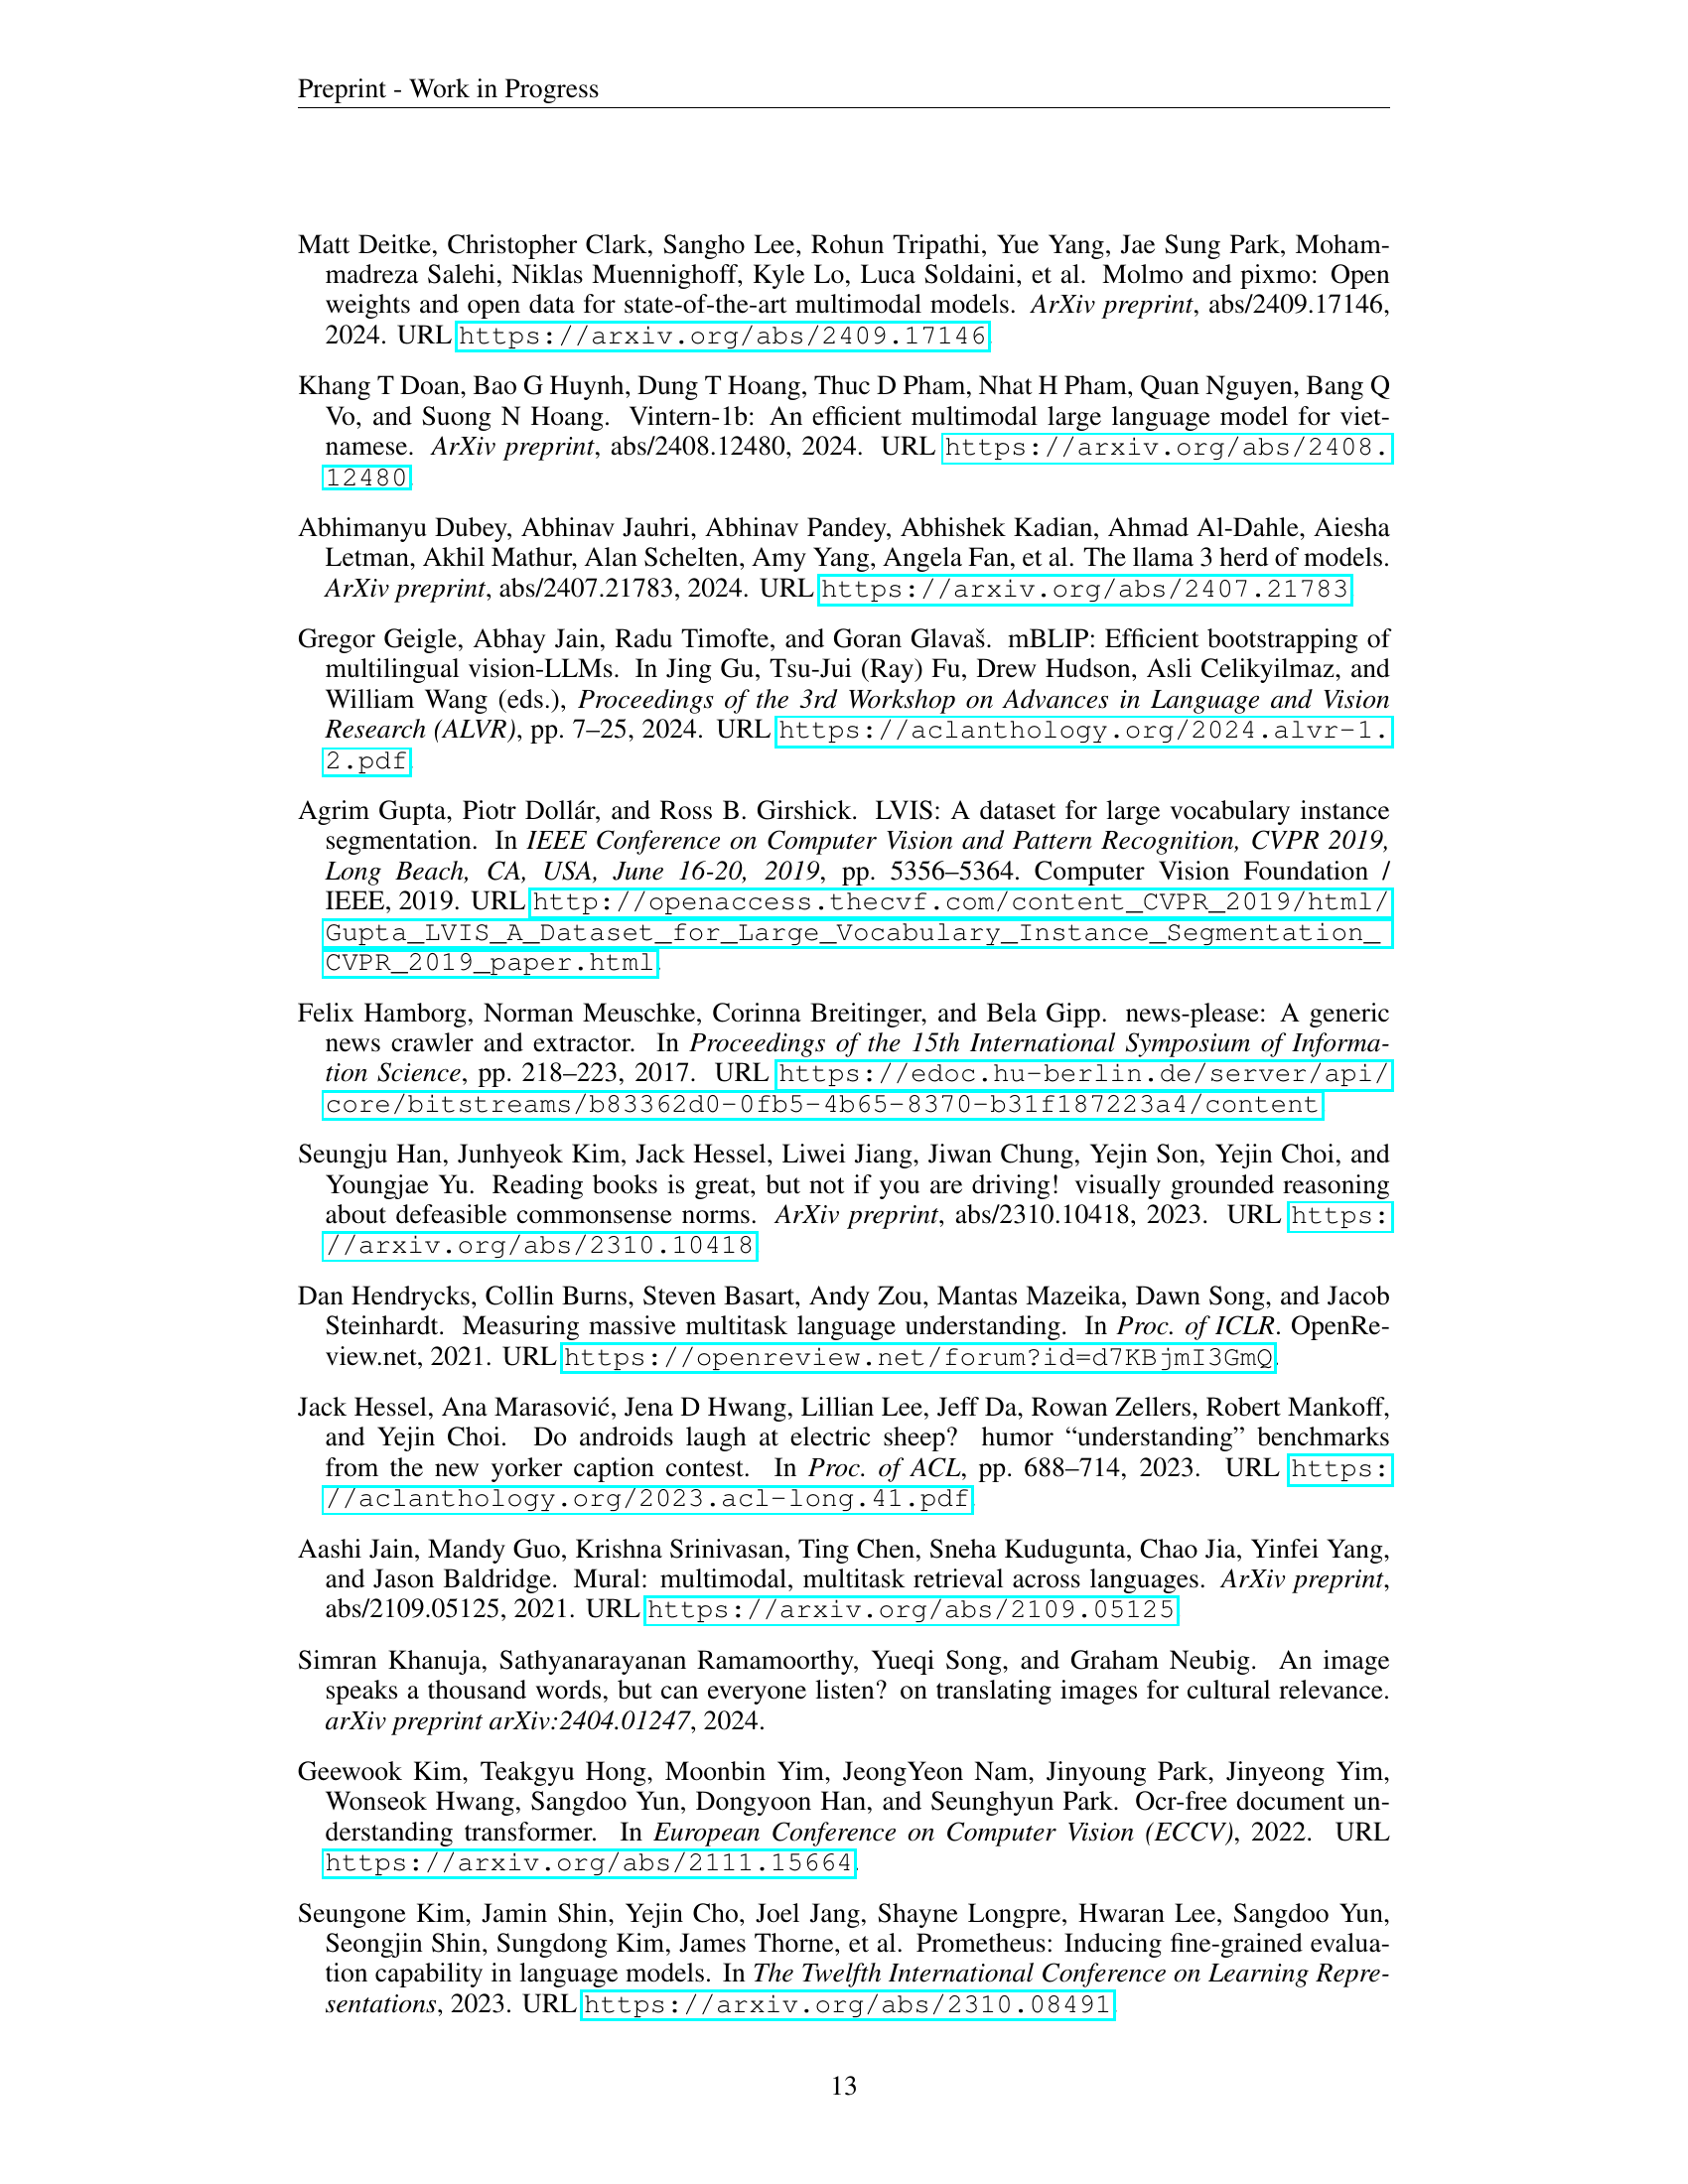 Preprint - Work in Progress
Matt Deitke, Christopher Clark, Sangho Lee, Rohun Tripathi, Yue Yang, Jae Sung Park, Moham-
madreza Salehi, Niklas Muennighoff, Kyle Lo, Luca Soldaini, et al. Molmo and pixmo: Open
weights and open data for state-of-the-art multimodal models. ArXiv preprint, abs/2409.17146,
2024. URL https://arxiv.org/abs/2409.17146.
Khang T Doan, Bao G Huynh, Dung T Hoang, Thuc D Pham, Nhat H Pham, Quan Nguyen, Bang Q
Vo, and Suong N Hoang. Vintern-1b: An efficient multimodal large language model for viet-
namese. ArXiv preprint, abs/2408.12480, 2024. URL https://arxiv.org/abs/2408.
12480.
Abhimanyu Dubey, Abhinav Jauhri, Abhinav Pandey, Abhishek Kadian, Ahmad Al-Dahle, Aiesha
Letman, Akhil Mathur, Alan Schelten, Amy Yang, Angela Fan, et al. The llama 3 herd of models.
ArXiv preprint, abs/2407.21783, 2024. URL https://arxiv.org/abs/2407.21783.
Gregor Geigle, Abhay Jain, Radu Timofte, and Goran Glavaš. mBLIP: Efficient bootstrapping of
multilingual vision-LLMs. In Jing Gu, Tsu-Jui (Ray) Fu, Drew Hudson, Asli Celikyilmaz, and
William Wang (eds.), Proceedings of the 3rd Workshop on Advances in Language and Vision
Research (ALVR), pp. 7–25, 2024. URL https://aclanthology.org/2024.alvr-1.
2.pdf.
Agrim Gupta, Piotr Dollár, and Ross B. Girshick. LVIS: A dataset for large vocabulary instance
segmentation. In IEEE Conference on Computer Vision and Pattern Recognition, CVPR 2019,
Long Beach, CA, USA, June 16-20, 2019, pp. 5356–5364. Computer Vision Foundation /
IEEE, 2019. URL http://openaccess.thecvf.com/content_CVPR_2019/html/
Gupta_LVIS_A_Dataset_for_Large_Vocabulary_Instance_Segmentation_
CVPR_2019_paper.html.
Felix Hamborg, Norman Meuschke, Corinna Breitinger, and Bela Gipp. news-please: A generic
news crawler and extractor. In Proceedings of the 15th International Symposium of Informa-
tion Science, pp. 218–223, 2017. URL https://edoc.hu-berlin.de/server/api/
core/bitstreams/b83362d0-0fb5-4b65-8370-b31f187223a4/content.
Seungju Han, Junhyeok Kim, Jack Hessel, Liwei Jiang, Jiwan Chung, Yejin Son, Yejin Choi, and
Youngjae Yu. Reading books is great, but not if you are driving! visually grounded reasoning
about defeasible commonsense norms. ArXiv preprint, abs/2310.10418, 2023. URL https:
//arxiv.org/abs/2310.10418.
Dan Hendrycks, Collin Burns, Steven Basart, Andy Zou, Mantas Mazeika, Dawn Song, and Jacob
Steinhardt. Measuring massive multitask language understanding. In Proc. of ICLR. OpenRe-
view.net, 2021. URL https://openreview.net/forum?id=d7KBjmI3GmQ.
Jack Hessel, Ana Marasović, Jena D Hwang, Lillian Lee, Jeff Da, Rowan Zellers, Robert Mankoff,
and Yejin Choi. Do androids laugh at electric sheep? humor “understanding” benchmarks
from the new yorker caption contest. In Proc. of ACL, pp. 688–714, 2023. URL https:
//aclanthology.org/2023.acl-long.41.pdf.
Aashi Jain, Mandy Guo, Krishna Srinivasan, Ting Chen, Sneha Kudugunta, Chao Jia, Yinfei Yang,
and Jason Baldridge. Mural: multimodal, multitask retrieval across languages. ArXiv preprint,
abs/2109.05125, 2021. URL https://arxiv.org/abs/2109.05125.
Simran Khanuja, Sathyanarayanan Ramamoorthy, Yueqi Song, and Graham Neubig. An image
speaks a thousand words, but can everyone listen? on translating images for cultural relevance.
arXiv preprint arXiv:2404.01247, 2024.
Geewook Kim, Teakgyu Hong, Moonbin Yim, JeongYeon Nam, Jinyoung Park, Jinyeong Yim,
Wonseok Hwang, Sangdoo Yun, Dongyoon Han, and Seunghyun Park. Ocr-free document un-
derstanding transformer. In European Conference on Computer Vision (ECCV), 2022. URL
https://arxiv.org/abs/2111.15664.
Seungone Kim, Jamin Shin, Yejin Cho, Joel Jang, Shayne Longpre, Hwaran Lee, Sangdoo Yun,
Seongjin Shin, Sungdong Kim, James Thorne, et al. Prometheus: Inducing fine-grained evalua-
tion capability in language models. In The Twelfth International Conference on Learning Repre-
sentations, 2023. URL https://arxiv.org/abs/2310.08491.
13